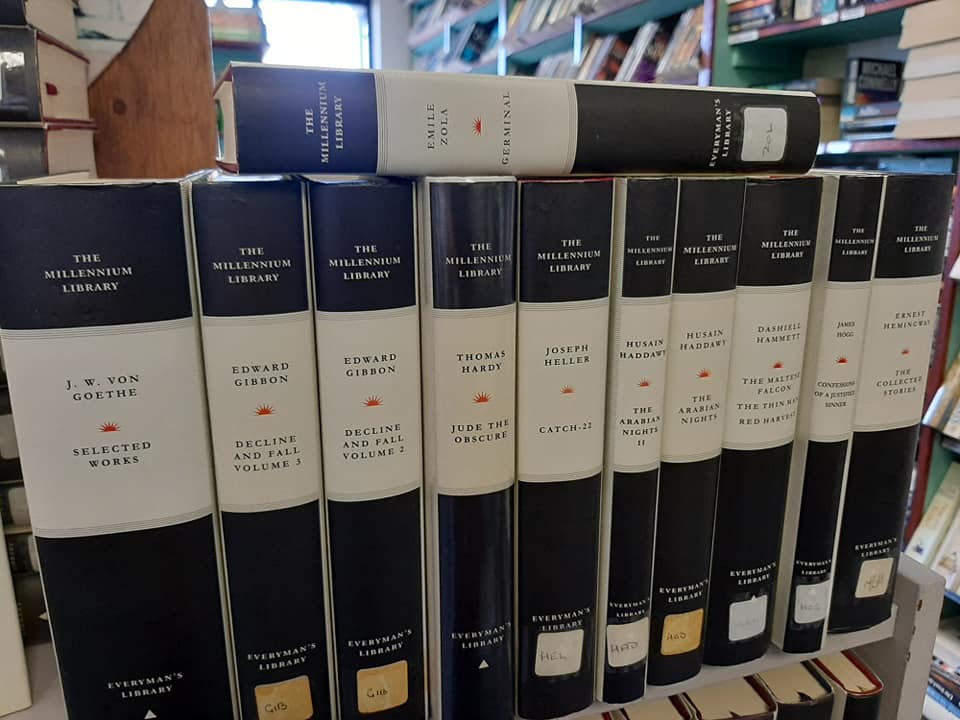 THE
MILLENNIUM
LIBRARY
EMILE
ZOLA
GERMINAL
EVERYMAN'S
LIBRARY
ZOL
THE
MILLENNIUM
LIBRARY
J. W. VON
GOETHE
SELECTED
WORKS
EVERYMAN'S
LIBRARY
THE
MILLENNIUM
LIBRARY
EDWARD
GIBBON
DECLINE
AND FALL
VOLUME 3
EVERYMAN'S
LIBRARY
GIB
THE
MILLENNIUM
LIBRARY
EDWARD
GIBBON
DECLINE
AND FALL
VOLUME 2
EVERYMAN'S
LIBRARY
GIB
THE
MILLENNIUM
LIBRARY
THOMAS
HARDY
JUDE THE
OBSCURE
EVERYMAN'S
LIBRARY
THE
MILLENNIUM
LIBRARY
JOSEPH
HELLER
CATCH-22
EVERYMAN'S
LIBRARY
HEL
THE
MILLENNIUM
LIBRARY
HUSAIN
HADDAWY
THE
ARABIAN
NIGHTS
II
EVERYMAN'S
LIBRARY
HAD
THE
MILLENNIUM
LIBRARY
HUSAIN
HADDAWY
THE
ARABIAN
NIGHTS
EVERYMAN'S
LIBRARY
HAD
THE
MILLENNIUM
LIBRARY
DASHIELL
HAMMETT
THE MALTESE
FALCON
THE THIN MAN
RED HARVEST
EVERYMAN'S
LIBRARY
THE
MILLENNIUM
LIBRARY
JAMES
HOGG
CONFESSIONS
OF A JUSTIFIED
SINNER
EVERYMAN'S
LIBRARY
HOG
THE
MILLENNIUM
LIBRARY
ERNEST
HEMINGWAY
THE
COLLECTED
STORIES
EVERYMAN'S
LIBRARY
MICHAEL